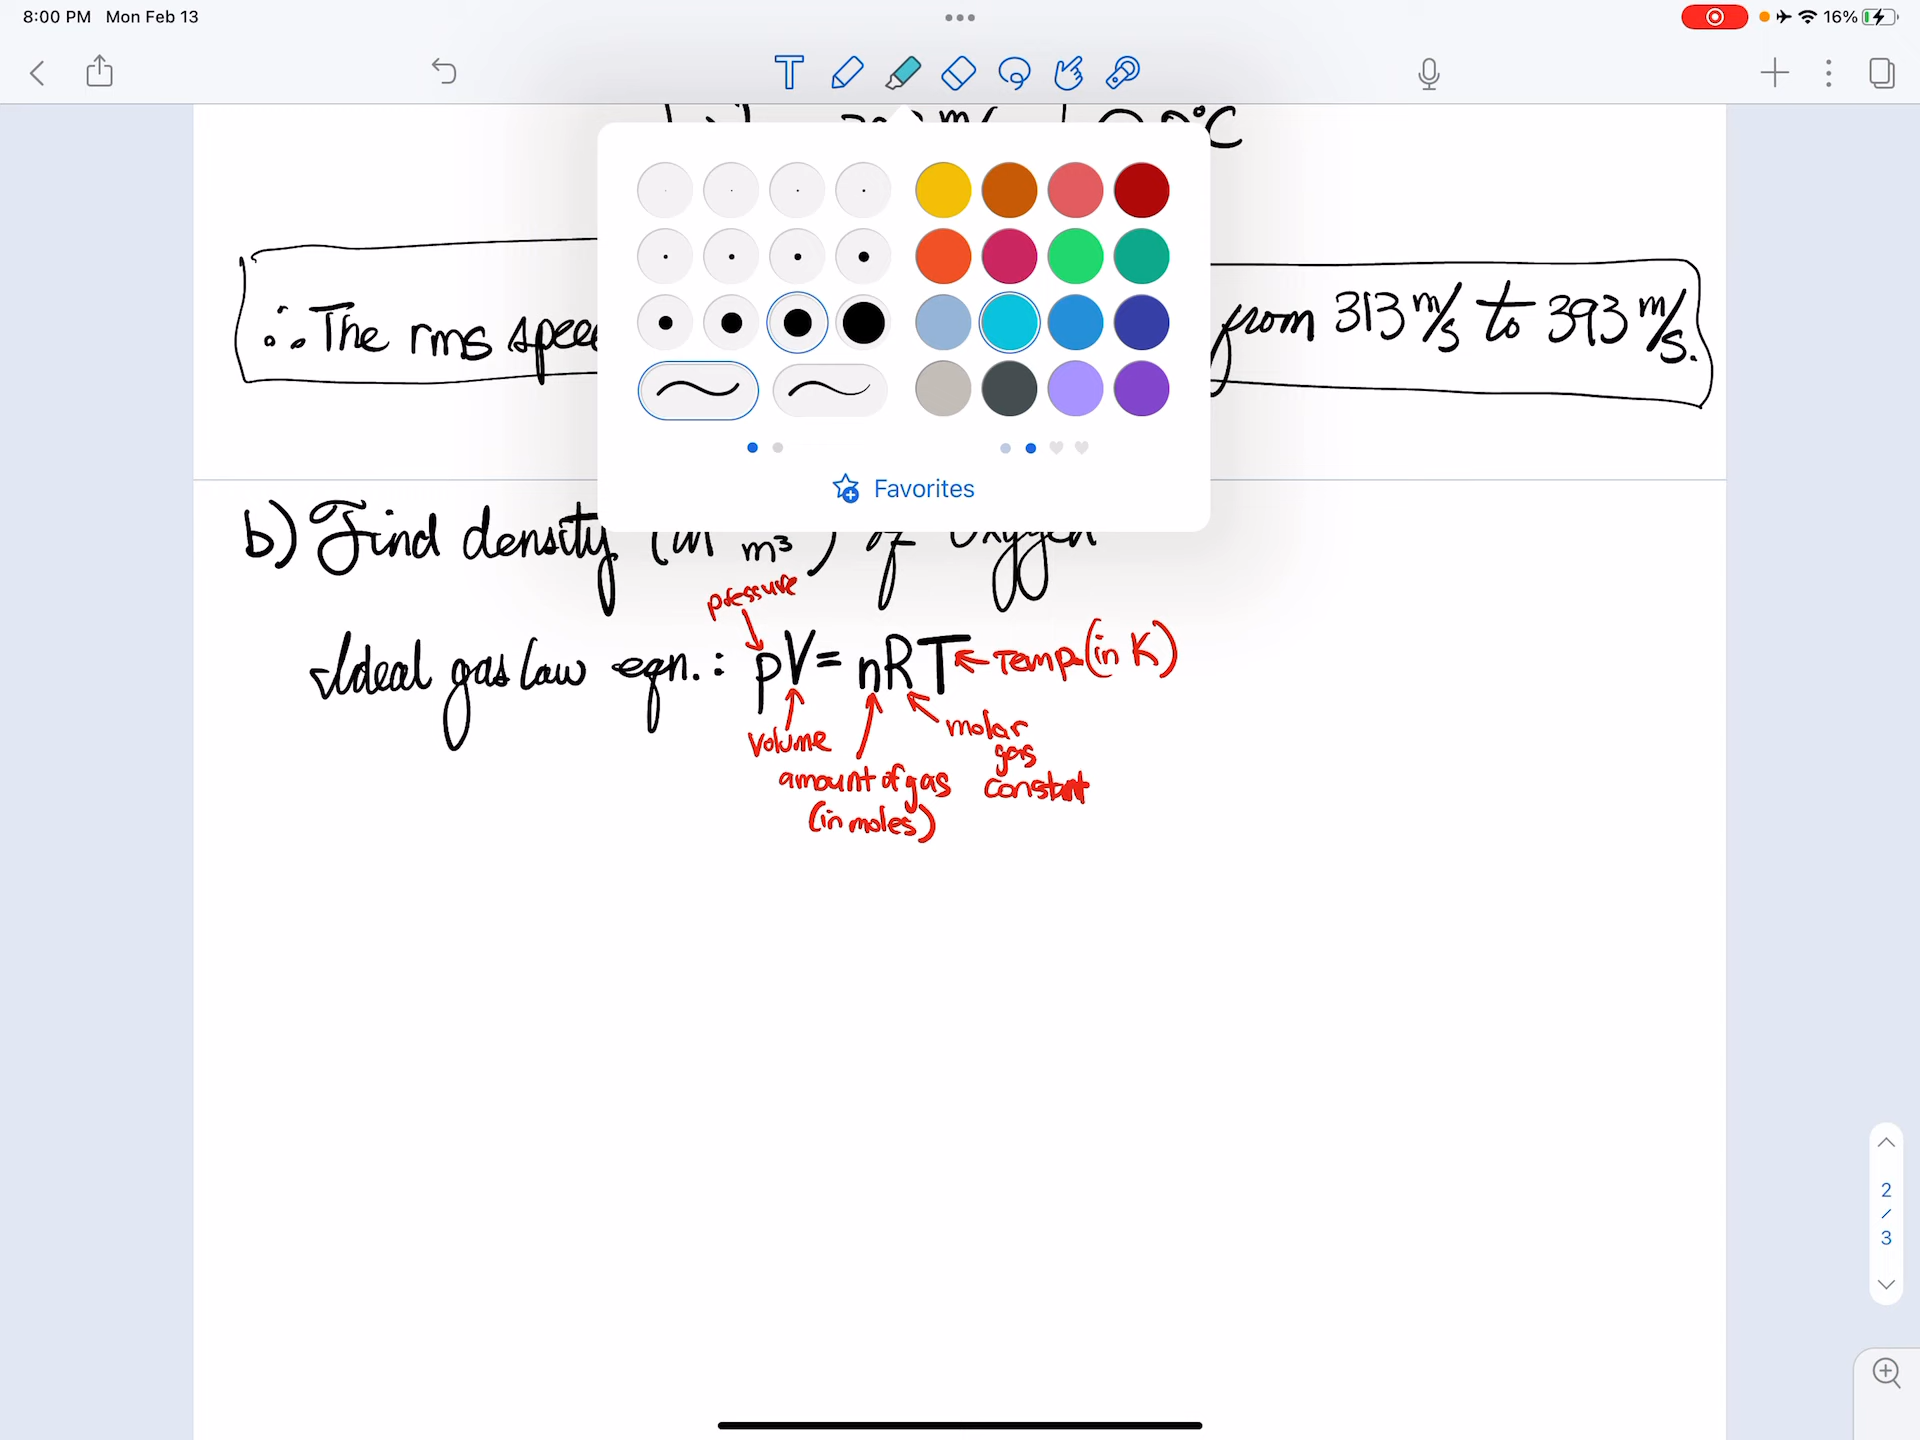 8:00 PM Mon Feb 13
16%
T
m/s
°C
∴ The rms speed
from 313 m/s to 393 m/s.
Favorites
b) Find density (in m³) of oxygen
pressure
Ideal gas law eqn.: pV = nRT
Temp. (in K)
Volume
molar
gas
constant
amount of gas
(in moles)
2
/
3